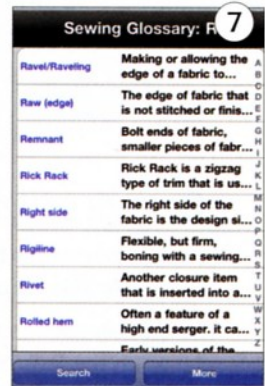 Sewing Glossary: R
7
Ravel/Raveling
Making or allowing the
edge of a fabric to...
Raw (edge)
The edge of fabric that
is not stitched or finis...
Remnant
Bolt ends of fabric,
smaller pieces of fabr...
Rick Rack
Rick Rack is a zigzag
type of trim that is us...
Right side
The right side of the
fabric is the design si...
Rigiline
Flexible, but firm,
boning with a sewing...
Rivet
Another closure item
that is inserted into a...
Rolled hem
Often a feature of a
high end serger. it ca...
Early versions of the
A
B
C
D
E
F
G
H
I
J
K
L
M
N
O
P
Q
R
S
T
U
V
W
X
Y
Z
Search
More